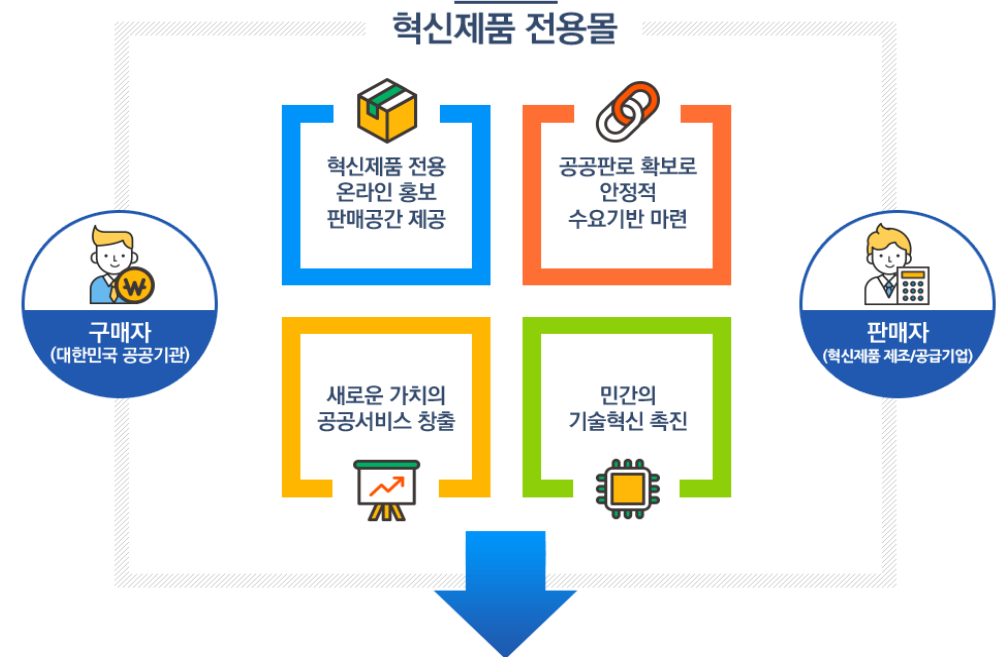 혁신제품 전용몰
혁신제품 전용
온라인 홍보
판매공간 제공
공공판로 확보로
안정적
수요기반 마련
구매자
(대한민국 공공기관)
판매자
(혁신제품 제조/공급기업)
새로운 가치의
공공서비스 창출
민간의
기술혁신 촉진